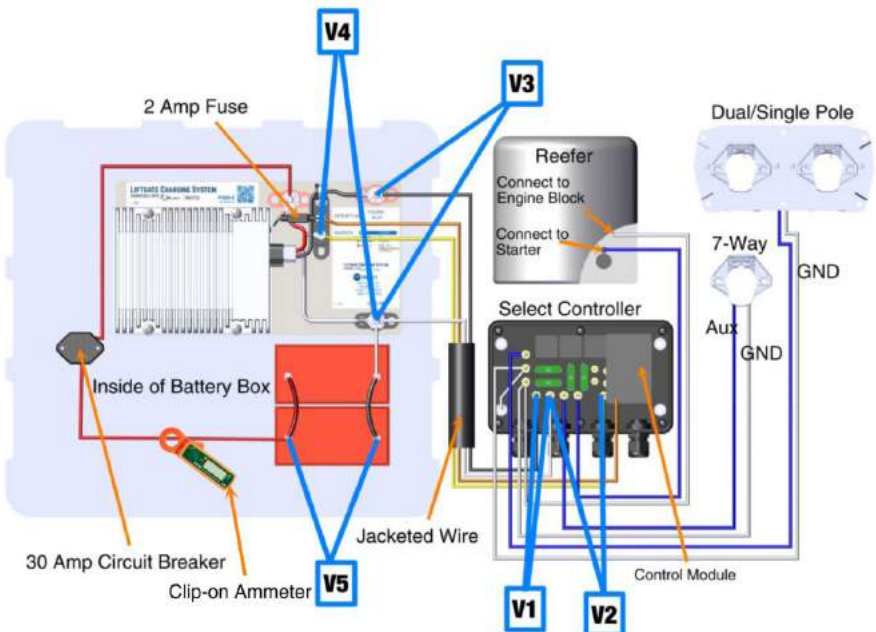 V4
V3
2 Amp Fuse
Dual/Single Pole
Reefer
Connect to
Engine Block
Connect to
Starter
LIFTGATE CHARGING SYSTEM
7-Way
GND
Select Controller
Aux
GND
Inside of Battery Box
Jacketed Wire
30 Amp Circuit Breaker
Clip-on Ammeter
V5
Control Module
V1
V2